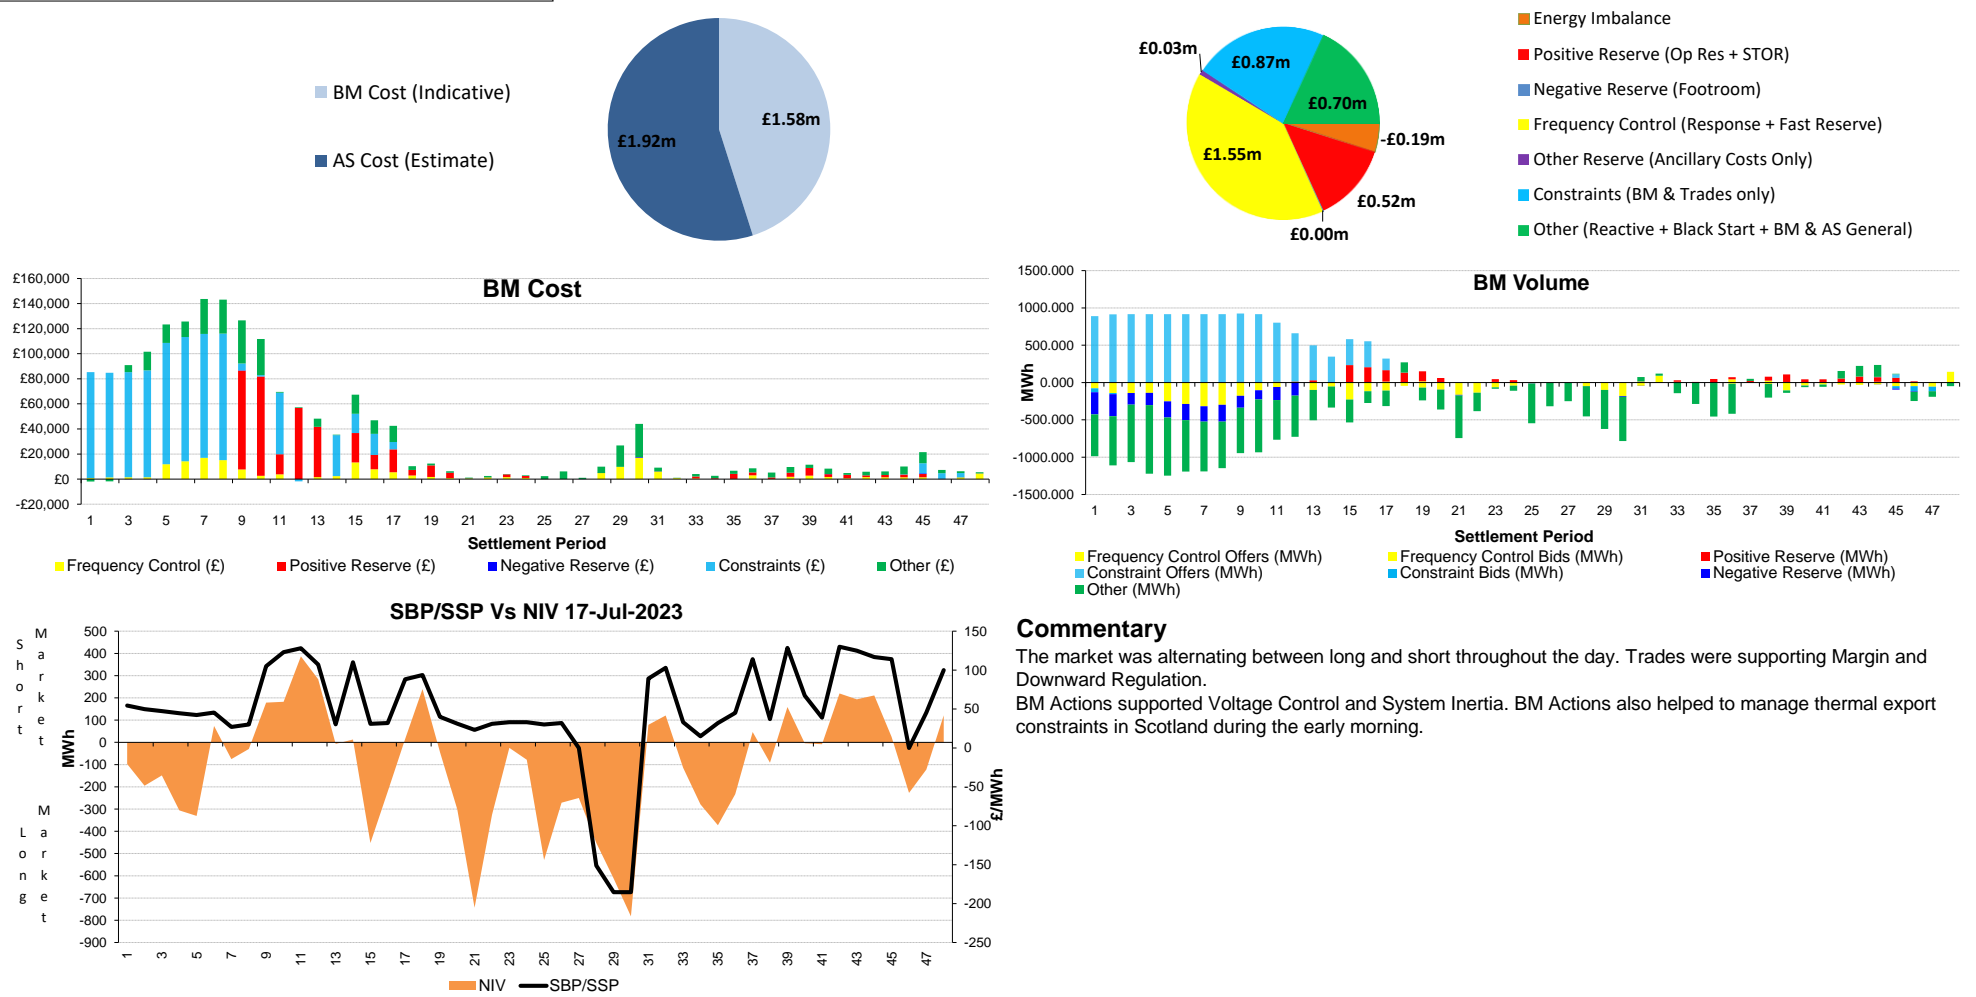 BM Cost (Indicative)
AS Cost (Estimate)
£1.58m
£1.92m
£0.03m
£0.87m
£0.70m
-£0.19m
£1.55m
£0.52m
£0.00m
Energy Imbalance
Positive Reserve (Op Res + STOR)
Negative Reserve (Footroom)
Frequency Control (Response + Fast Reserve)
Other Reserve (Ancillary Costs Only)
Constraints (BM & Trades only)
Other (Reactive + Black Start + BM & AS General)
BM Cost
£160,000
£140,000
£120,000
£100,000
£80,000
£60,000
£40,000
£20,000
£0
-£20,000
1 3 5 7 9 11 13 15 17 19 21 23 25 27 29 31 33 35 37 39 41 43 45 47
Settlement Period
Frequency Control (£) Positive Reserve (£) Negative Reserve (£) Constraints (£) Other (£)
BM Volume
MWh
1500.000
1000.000
500.000
0.000
-500.000
-1000.000
-1500.000
1 3 5 7 9 11 13 15 17 19 21 23 25 27 29 31 33 35 37 39 41 43 45 47
Settlement Period
Frequency Control Offers (MWh) Frequency Control Bids (MWh) Positive Reserve (MWh)
Constraint Offers (MWh) Constraint Bids (MWh) Negative Reserve (MWh)
Other (MWh)
SBP/SSP Vs NIV 17-Jul-2023
Short Market
Long Market
MWh
500
400
300
200
100
0
-100
-200
-300
-400
-500
-600
-700
-800
-900
150
100
50
0
-50
-100
-150
-200
-250
£/MWh
1 3 5 7 9 11 13 15 17 19 21 23 25 27 29 31 33 35 37 39 41 43 45 47
NIV SBP/SSP
Commentary
The market was alternating between long and short throughout the day. Trades were supporting Margin and
Downward Regulation.
BM Actions supported Voltage Control and System Inertia. BM Actions also helped to manage thermal export
constraints in Scotland during the early morning.